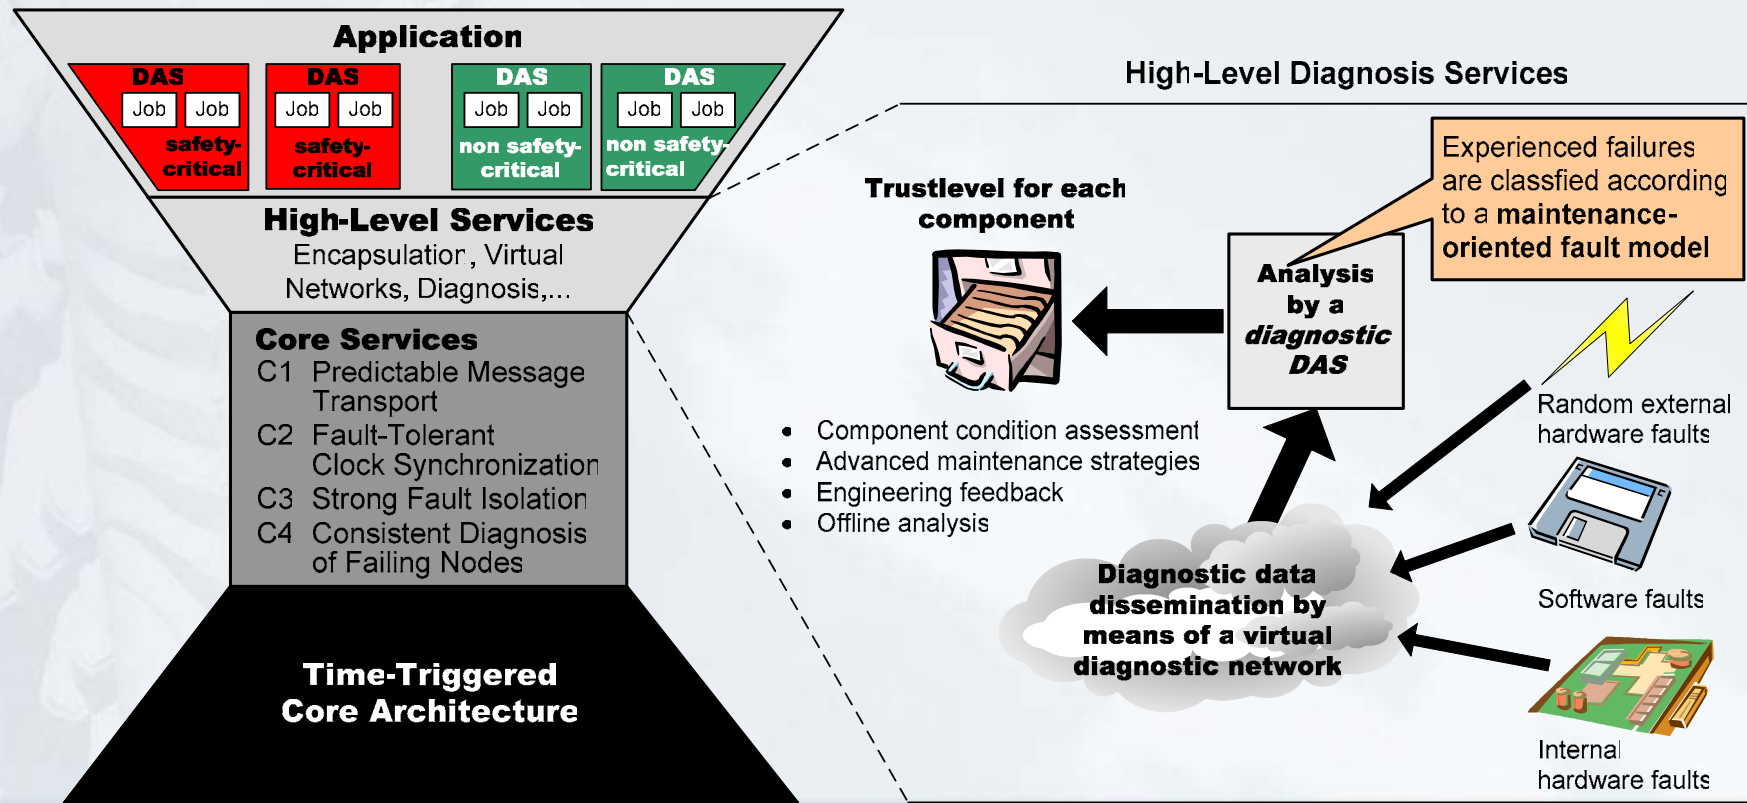 Application
DAS
Job Job
safety-
critical
DAS
Job Job
safety-
critical
DAS
Job Job
non safety-
critical
DAS
Job Job
non safety-
critical
High-Level Services
Encapsulation, Virtual
Networks, Diagnosis,...
Core Services
C1 Predictable Message
Transport
C2 Fault-Tolerant
Clock Synchronization
C3 Strong Fault Isolation
C4 Consistent Diagnosis
of Failing Nodes
Time-Triggered
Core Architecture
High-Level Diagnosis Services
Experienced failures
are classfied according
to a maintenance-
oriented fault model
Trustlevel for each
component
Analysis
by a
diagnostic
DAS
• Component condition assessment
• Advanced maintenance strategies
• Engineering feedback
• Offline analysis
Random external
hardware faults
Software faults
Internal
hardware faults
Diagnostic data
dissemination by
means of a virtual
diagnostic network